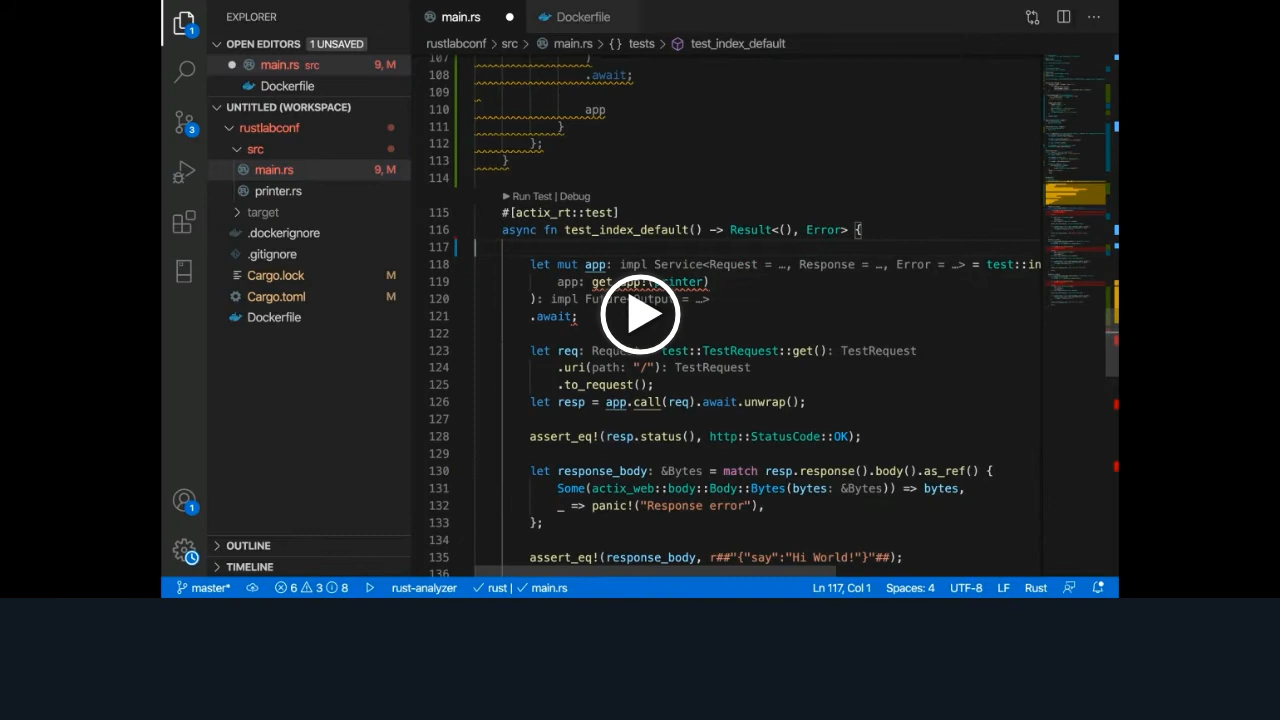 EXPLORER
OPEN EDITORS 1 UNSAVED
main.rs src 9, M
Dockerfile
UNTITLED (WORKSPACE)
rustlabconf
src
main.rs 9, M
printer.rs
target
.dockerignore
.gitignore
Cargo.lock M
Cargo.toml M
Dockerfile
OUTLINE
TIMELINE
1
3
1
main.rs
Dockerfile
rustlabconf > src > main.rs > {} tests > test_index_default
107 )
108 .await;
109
110 app
111 }
112 };
113 }
114
Run Test | Debug
115 #[actix_rt::test]
116 async fn test_index_default() -> Result<(), Error> {
117
118 let mut app: impl Service<Request = …, Response = …, Error = …> = test::in
119 app:
120 ): impl = …>
121 .await;
122
123 let req: test::TestRequest::get(): TestRequest
124 .uri(path: "/"): TestRequest
125 .to_request();
126 let resp = app.call(req).await.unwrap();
127
128 assert_eq!(resp.status(), http::StatusCode::OK);
129
130 let response_body: &Bytes = match resp.response().body().as_ref() {
131 Some(actix_web::body::Body::Bytes(bytes: &Bytes)) => bytes,
132 _ => panic!("Response error"),
133 };
134
135 assert_eq!(response_body, r##"{"say":"Hi World!"}"##);
136
master* 6 3 8 rust-analyzer ✓ rust | ✓ main.rs Ln 117, Col 1 Spaces: 4 UTF-8 LF Rust